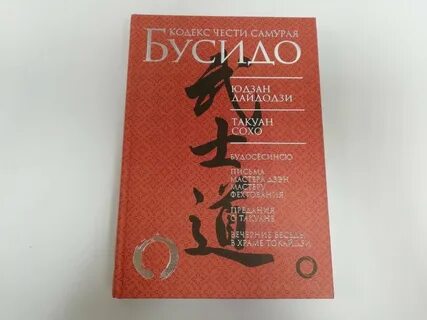 КОДЕКС ЧЕСТИ САМУРАЯ
БУСИДО
武士道
ЮДЗАН
ДАЙДОДЗИ
ТАКУАН
СОХО
БУДОСЁСИНСЮ
ПИСЬМА
МАСТЕРА ДЗЭН
МАСТЕРУ
ФЕХТОВАНИЯ
ПРЕДАНИЯ
О ТАКУАНЕ
ВЕЧЕРНИЕ БЕСЕДЫ
В ХРАМЕ ТОКАЙДЗИ